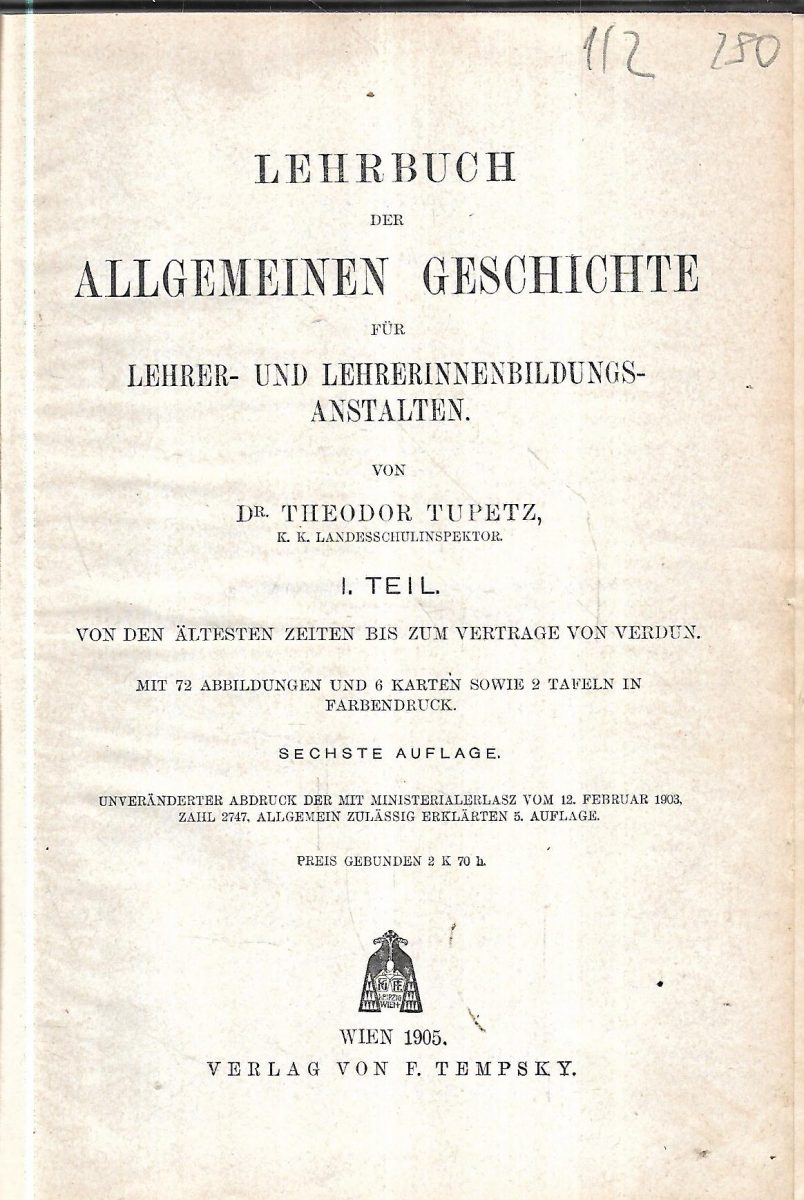 112 250
LEHRBUCH
DER
ALLGEMEINEN GESCHICHTE
FÜR
LEHRER- UND LEHRERINNENBILDUNGS-
ANSTALTEN.
VON
DR. THEODOR TUPETZ,
K. K. LANDESSCHULINSPEKTOR.
I. TEIL.
VON DEN ÄLTESTEN ZEITEN BIS ZUM VERTRAGE VON VERDUN.
MIT 72 ABBILDUNGEN UND 6 KARTEN SOWIE 2 TAFELN IN
FARBENDRUCK.
SECHSTE AUFLAGE.
UNVERÄNDERTER ABDRUCK DER MIT MINISTERIALERLASZ VOM 12. FEBRUAR 1903,
ZAHL 2747, ALLGEMEIN ZULÄSSIG ERKLÄRTEN 5. AUFLAGE.
PREIS GEBUNDEN 2 K 70 h.
LEIPZIG
WIEN
WIEN 1905.
VERLAG VON F. TEMPSKY.